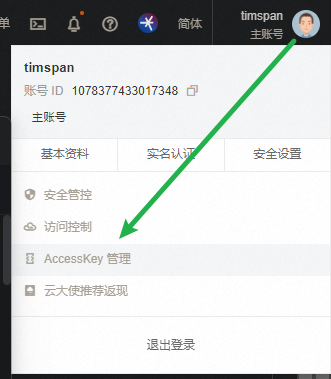 单
简体
timspan
主账号
timspan
账号 ID 1078377433017348
主账号
基本资料 实名认证 安全设置
安全管控
访问控制
AccessKey 管理
云大使推荐返现
退出登录